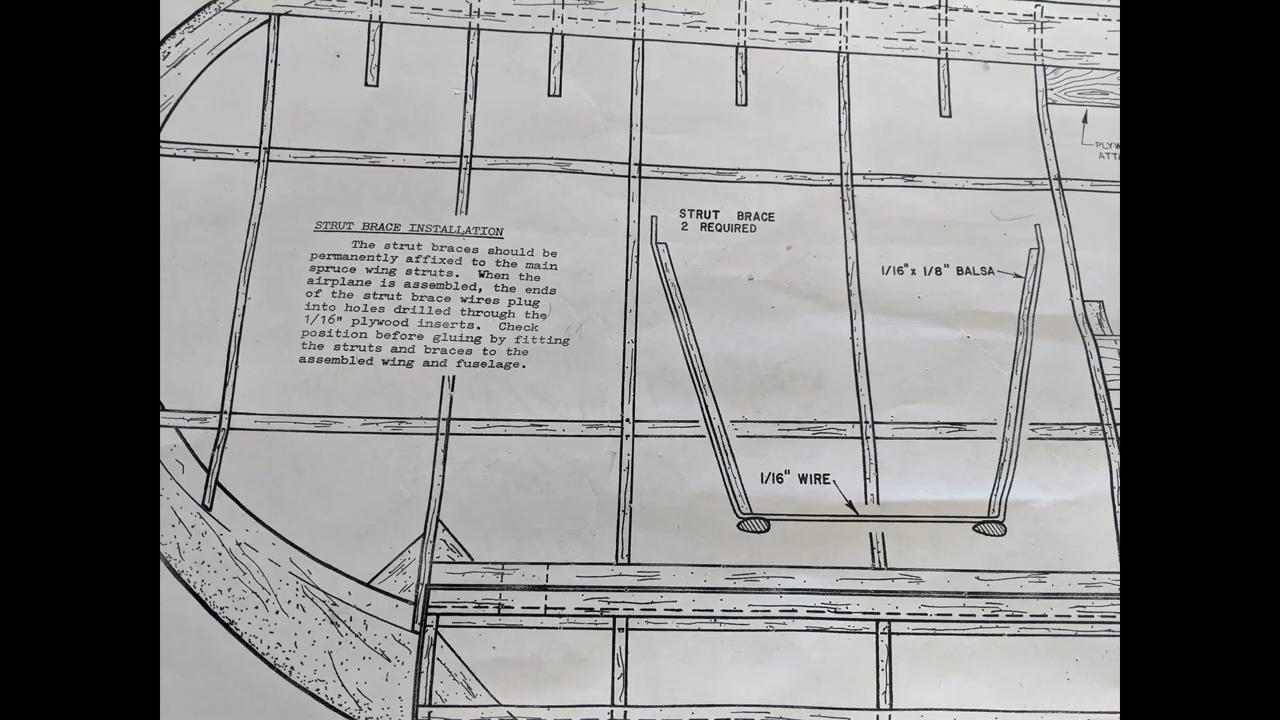 STRUT BRACE INSTALLATION
The strut braces should be
permanently affixed to the main
spruce wing struts. When the
airplane is assembled, the ends
of the strut brace wires plug
into holes drilled through the
1/16" plywood inserts. Check
position before gluing by fitting
the struts and braces to the
assembled wing and fuselage.
STRUT BRACE
2 REQUIRED
1/16" x 1/8" BALSA
1/16" WIRE